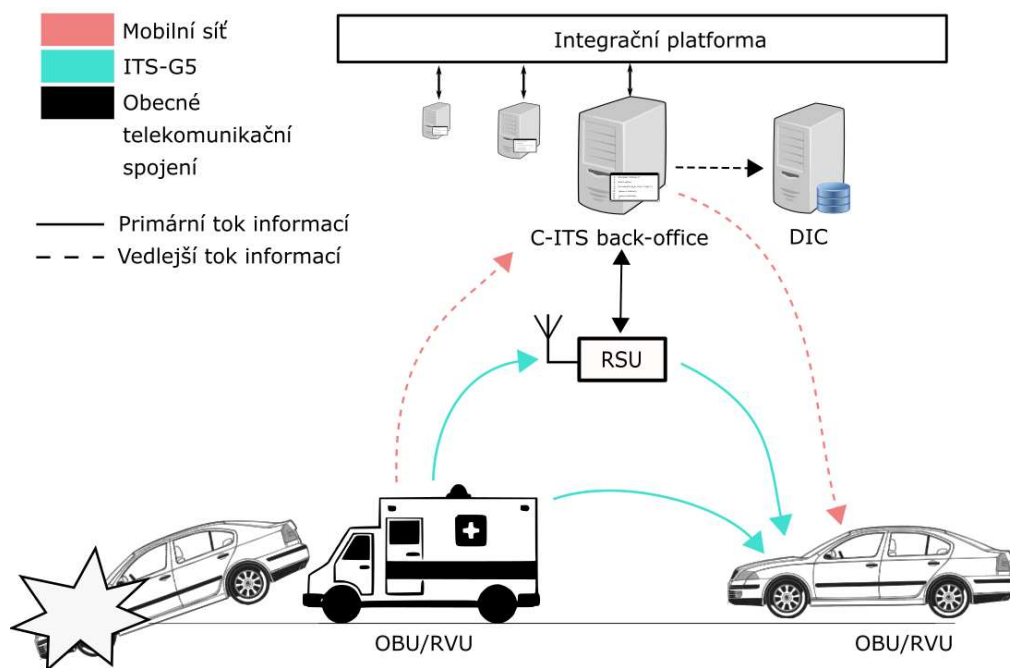 Mobilní síť
ITS-G5
Obecné
telekomunikační
spojení
Primární tok informací
Vedlejší tok informací
Integrační platforma
C-ITS back-office
DIC
RSU
OBU/RVU
OBU/RVU